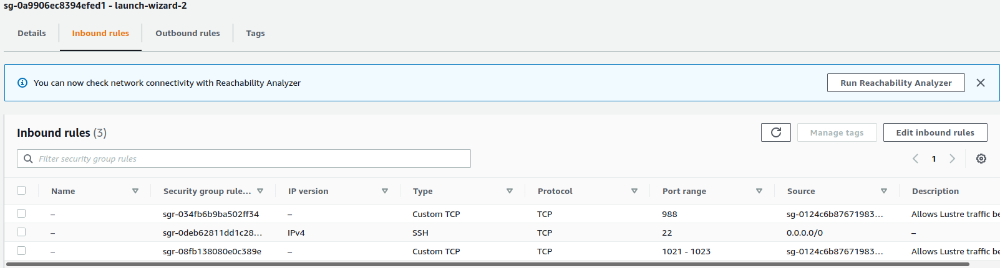 sg-0a9906ec8394efed1 - launch-wizard-2
Details Inbound rules Outbound rules Tags
You can now check network connectivity with Reachability Analyzer Run Reachability Analyzer
Inbound rules (3) Manage tags Edit inbound rules
Filter security group rules 1
Name Security group rule... IP version Type Protocol Port range Source Description
– sgr-034fb6b9ba502ff34 – Custom TCP TCP 988 sg-0124c6b87671983... Allows Lustre traffic be
– sgr-0deb62811dd1c28... IPv4 SSH TCP 22 0.0.0.0/0 –
– sgr-08fb138080e0c389e – Custom TCP TCP 1021 - 1023 sg-0124c6b87671983... Allows Lustre traffic be